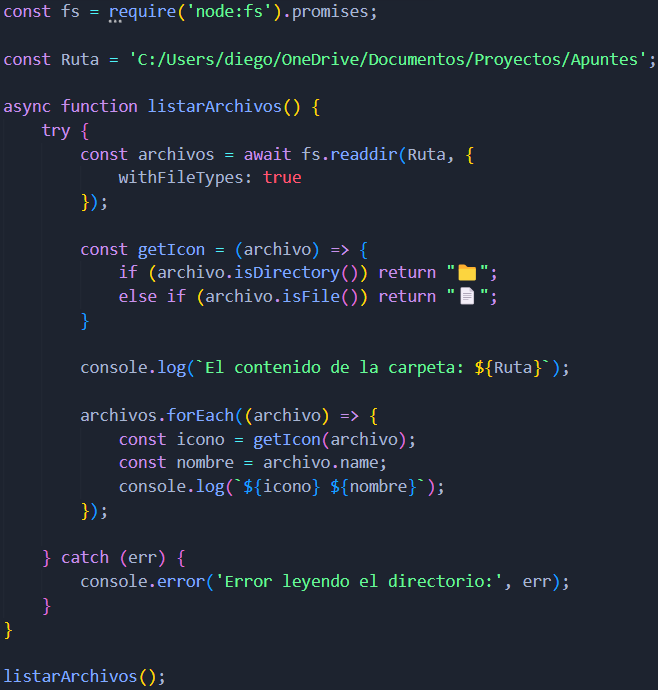 const fs = require('node:fs').promises;
const Ruta = 'C:/Users/diego/OneDrive/Documentos/Proyectos/Apuntes';
async function listarArchivos() {
    try {
        const archivos = await fs.readdir(Ruta, {
            withFileTypes: true
        });
        const getIcon = (archivo) => {
            if (archivo.isDirectory()) return "📁";
            else if (archivo.isFile()) return "📄";
        }
        console.log(`El contenido de la carpeta: ${Ruta}`);
        archivos.forEach((archivo) => {
            const icono = getIcon(archivo);
            const nombre = archivo.name;
            console.log(`${icono} ${nombre}`);
        });
    } catch (err) {
        console.error('Error leyendo el directorio:', err);
    }
}
listarArchivos();